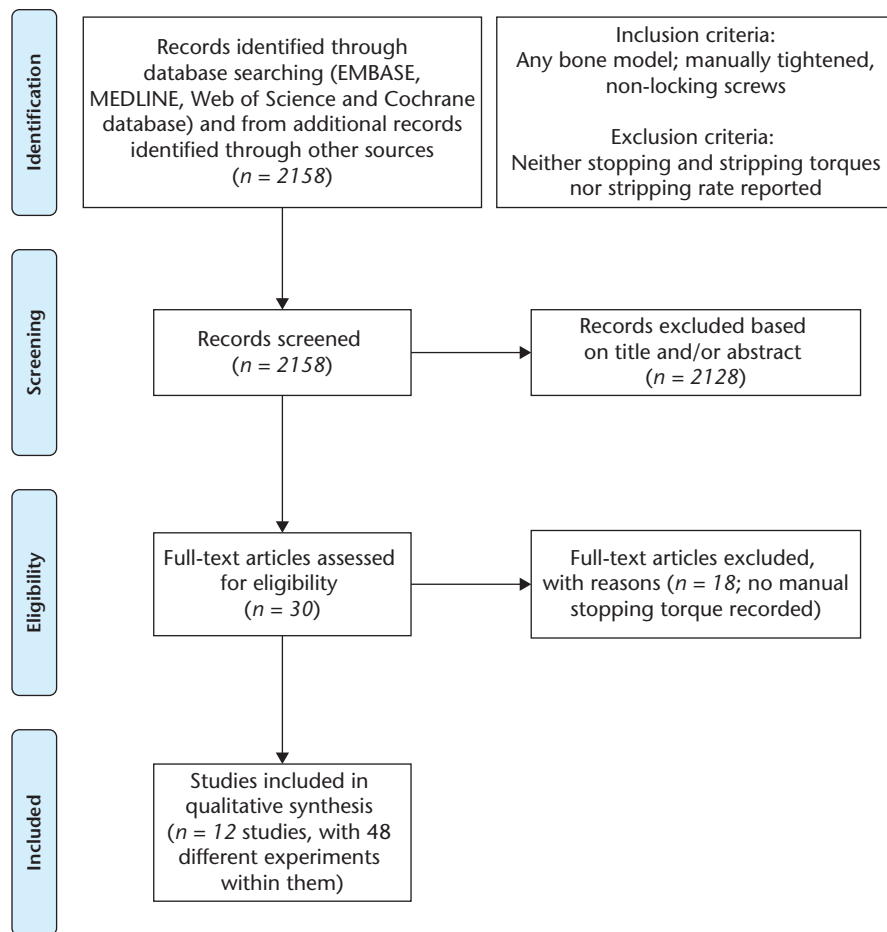 Identification
Records identified through
database searching (EMBASE,
MEDLINE, Web of Science and Cochrane
database) and from additional records
identified through other sources
(n = 2158)
Inclusion criteria:
Any bone model; manually tightened,
non-locking screws
Exclusion criteria:
Neither stopping and stripping torques
nor stripping rate reported
Screening
Records screened
(n = 2158)
Records excluded based
on title and/or abstract
(n = 2128)
Eligibility
Full-text articles assessed
for eligibility
(n = 30)
Full-text articles excluded,
with reasons (n = 18; no manual
stopping torque recorded)
Included
Studies included in
qualitative synthesis
(n = 12 studies, with 48
different experiments
within them)